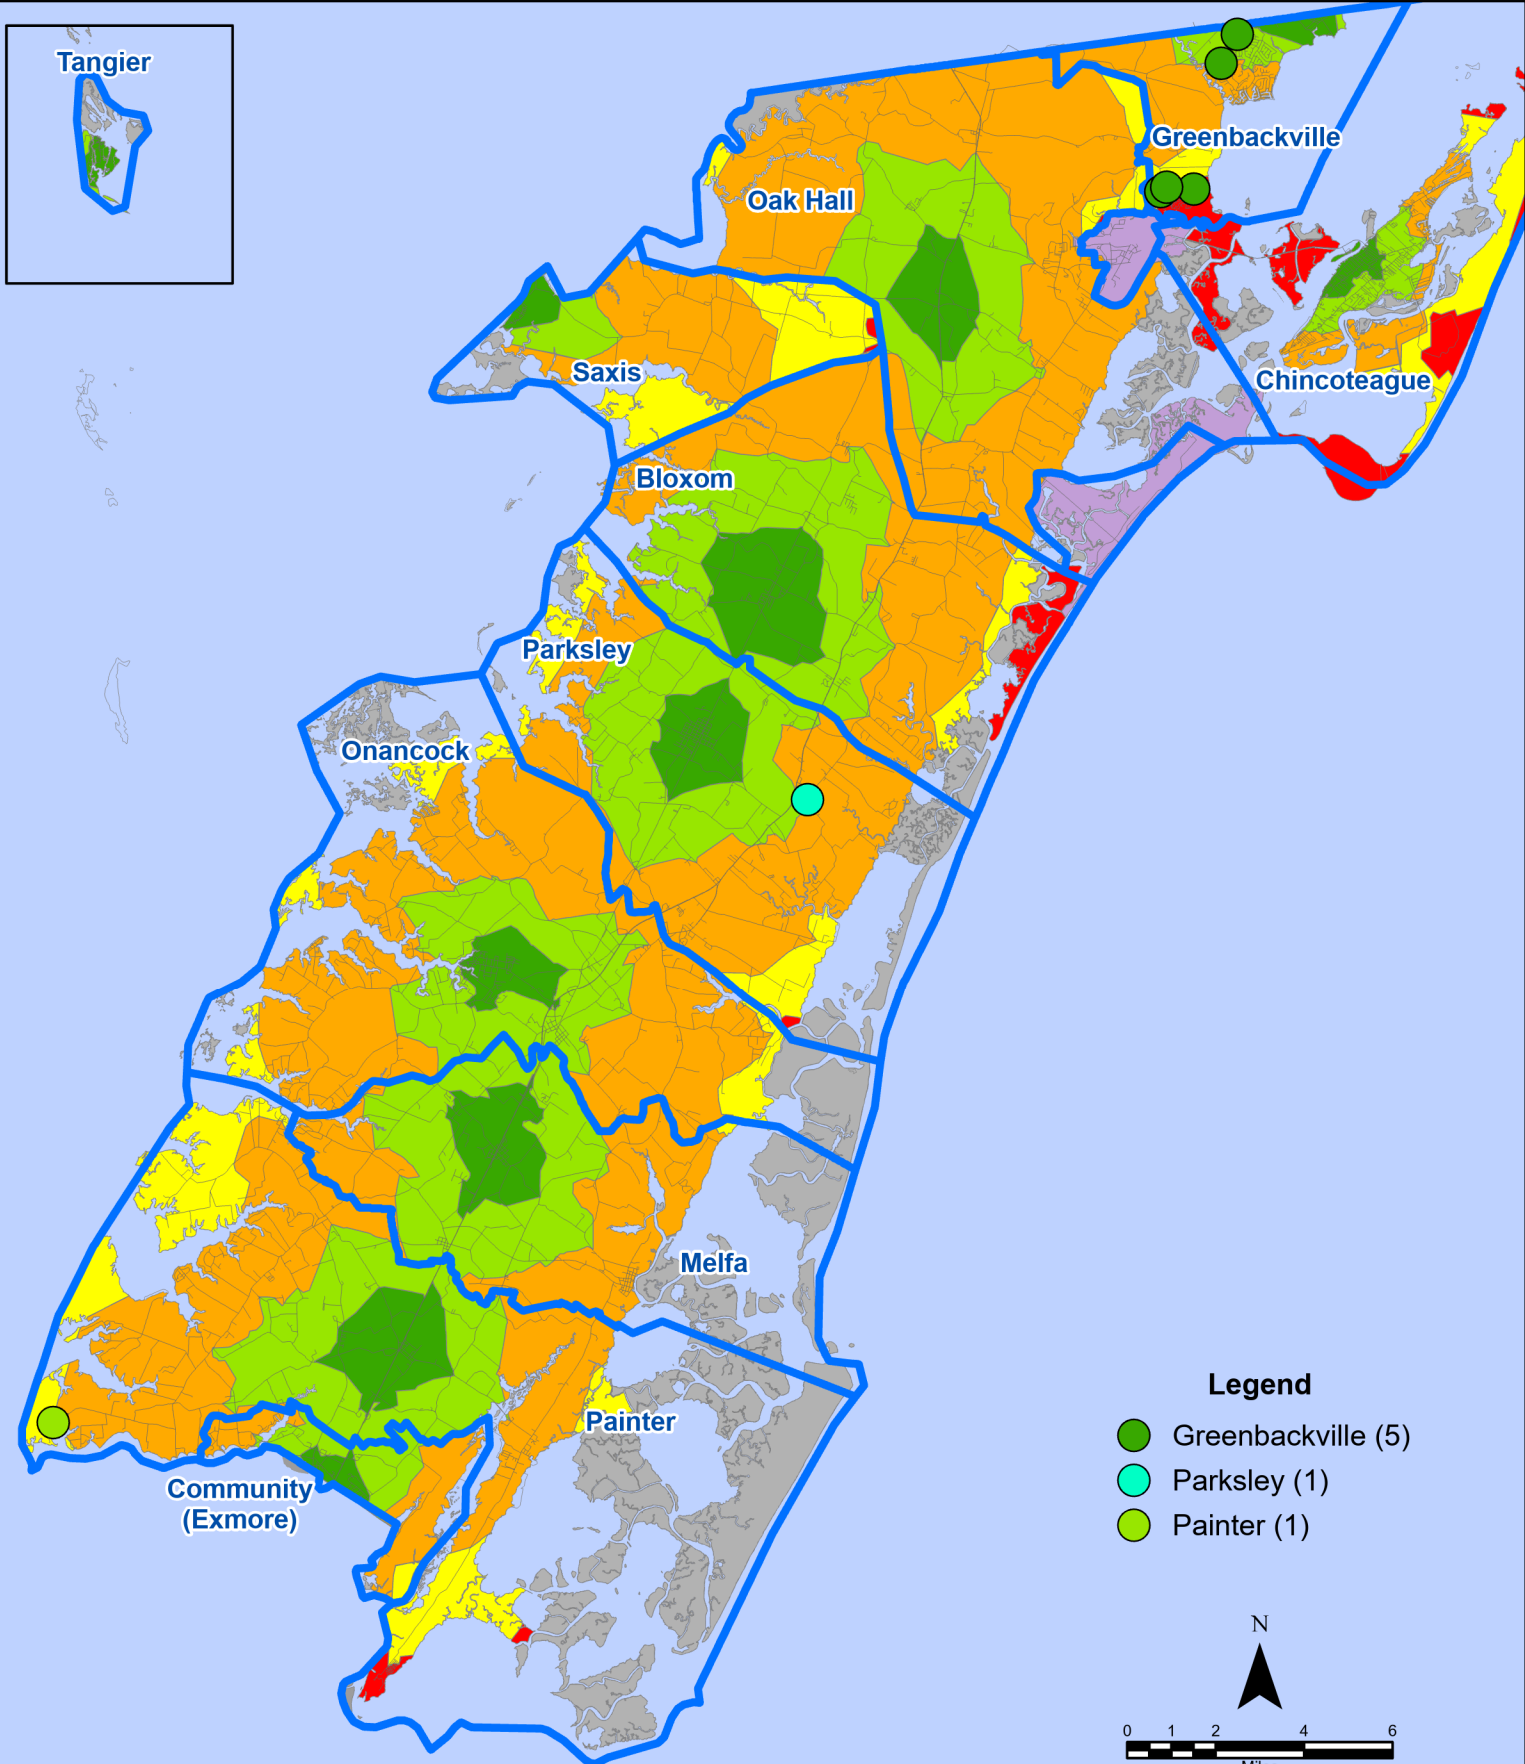 Tangier
Greenbackville
Oak Hall
Saxis
Chincoteague
Bloxom
Parksley
Onancock
Melfa
Painter
Community
(Exmore)
Legend
Greenbackville (5)
Parksley (1)
Painter (1)
N
0 1 2 4 6